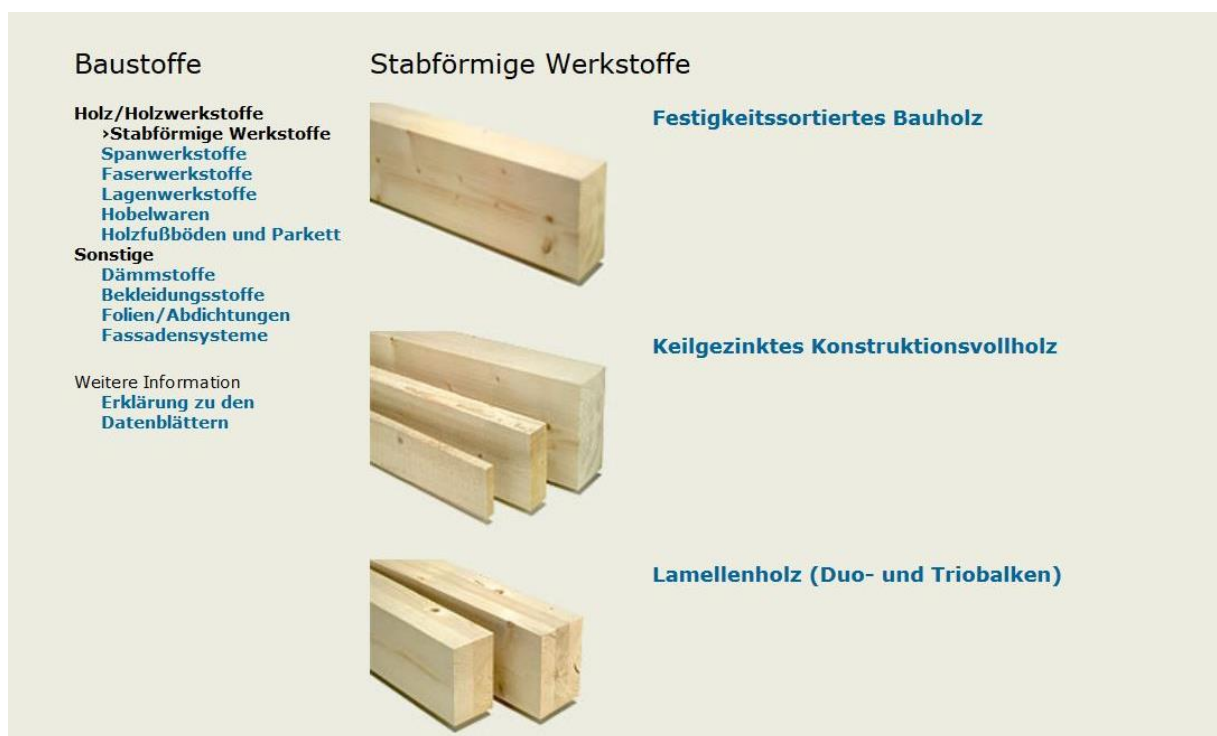 Baustoffe
Holz/Holzwerkstoffe
›Stabförmige Werkstoffe
Spanwerkstoffe
Faserwerkstoffe
Lagenwerkstoffe
Hobelwaren
Holzfußböden und Parkett
Sonstige
Dämmstoffe
Bekleidungsstoffe
Folien/Abdichtungen
Fassadensysteme
Weitere Information
Erklärung zu den
Datenblättern
Stabförmige Werkstoffe
Festigkeitssortiertes Bauholz
Keilgezinktes Konstruktionsvollholz
Lamellenholz (Duo- und Triobalken)